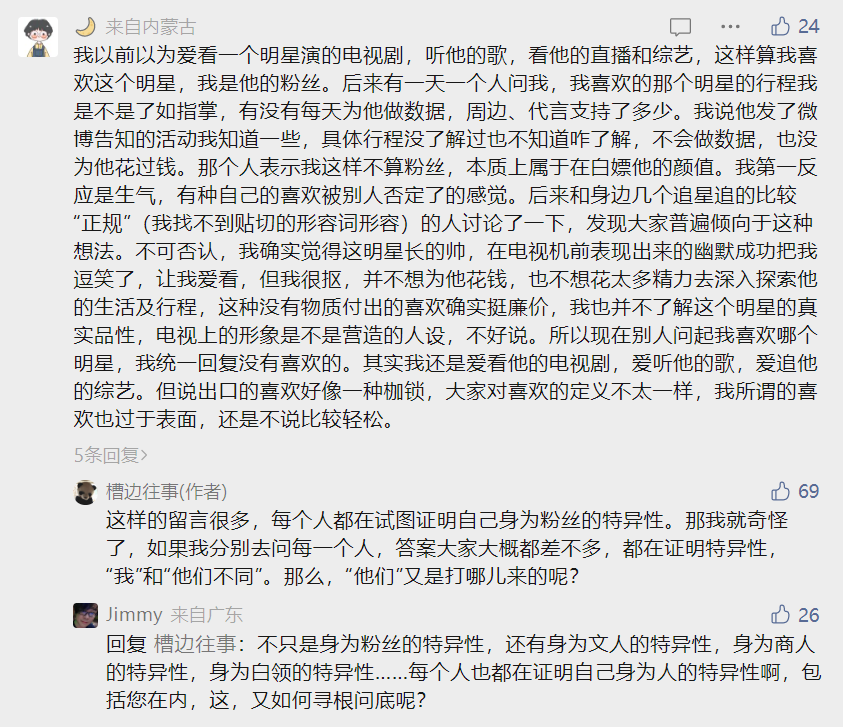 🌙 来自内蒙古 24
我以前以为爱看一个明星演的电视剧，听他的歌，看他的直播和综艺，这样算我喜
欢这个明星，我是他的粉丝。后来有一天一个人问我，我喜欢的那个明星的行程我
是不是了如指掌，有没有每天为他做数据，周边、代言支持了多少。我说他发了微
博告知的活动我知道一些，具体行程没了解过也不知道咋了解，不会做数据，也没
为他花过钱。那个人表示我这样不算粉丝，本质上属于在白嫖他的颜值。我第一反
应是生气，有种自己的喜欢被别人否定了的感觉。后来和身边几个追星追的比较
“正规”（我找不到贴切的形容词形容）的人讨论了一下，发现大家普遍倾向于这种
想法。不可否认，我确实觉得这明星长的帅，在电视机前表现出来的幽默成功把我
逗笑了，让我爱看，但我很抠，并不想为他花钱，也不想花太多精力去深入探索他
的生活及行程，这种没有物质付出的喜欢确实挺廉价，我也并不了解这个明星的真
实品性，电视上的形象是不是营造的人设，不好说。所以现在别人问起我喜欢哪个
明星，我统一回复没有喜欢的。其实我还是爱看他的电视剧，爱听他的歌，爱追他
的综艺。但说出口的喜欢好像一种枷锁，大家对喜欢的定义不太一样，我所谓的喜
欢也过于表面，还是不说比较轻松。
5条回复>
槽边往事(作者) 69
这样的留言很多，每个人都在试图证明自己身为粉丝的特异性。那我就奇怪
了，如果我分别去问每一个人，答案大家大概都差不多，都在证明特异性，
“我”和“他们不同”。那么，“他们”又是打哪儿来的呢？
Jimmy 来自广东 26
回复 槽边往事：不只是身为粉丝的特异性，还有身为文人的特异性，身为商人
的特异性，身为白领的特异性......每个人也都在证明自己身为人的特异性啊，包
括您在内，这，又如何寻根问底呢？